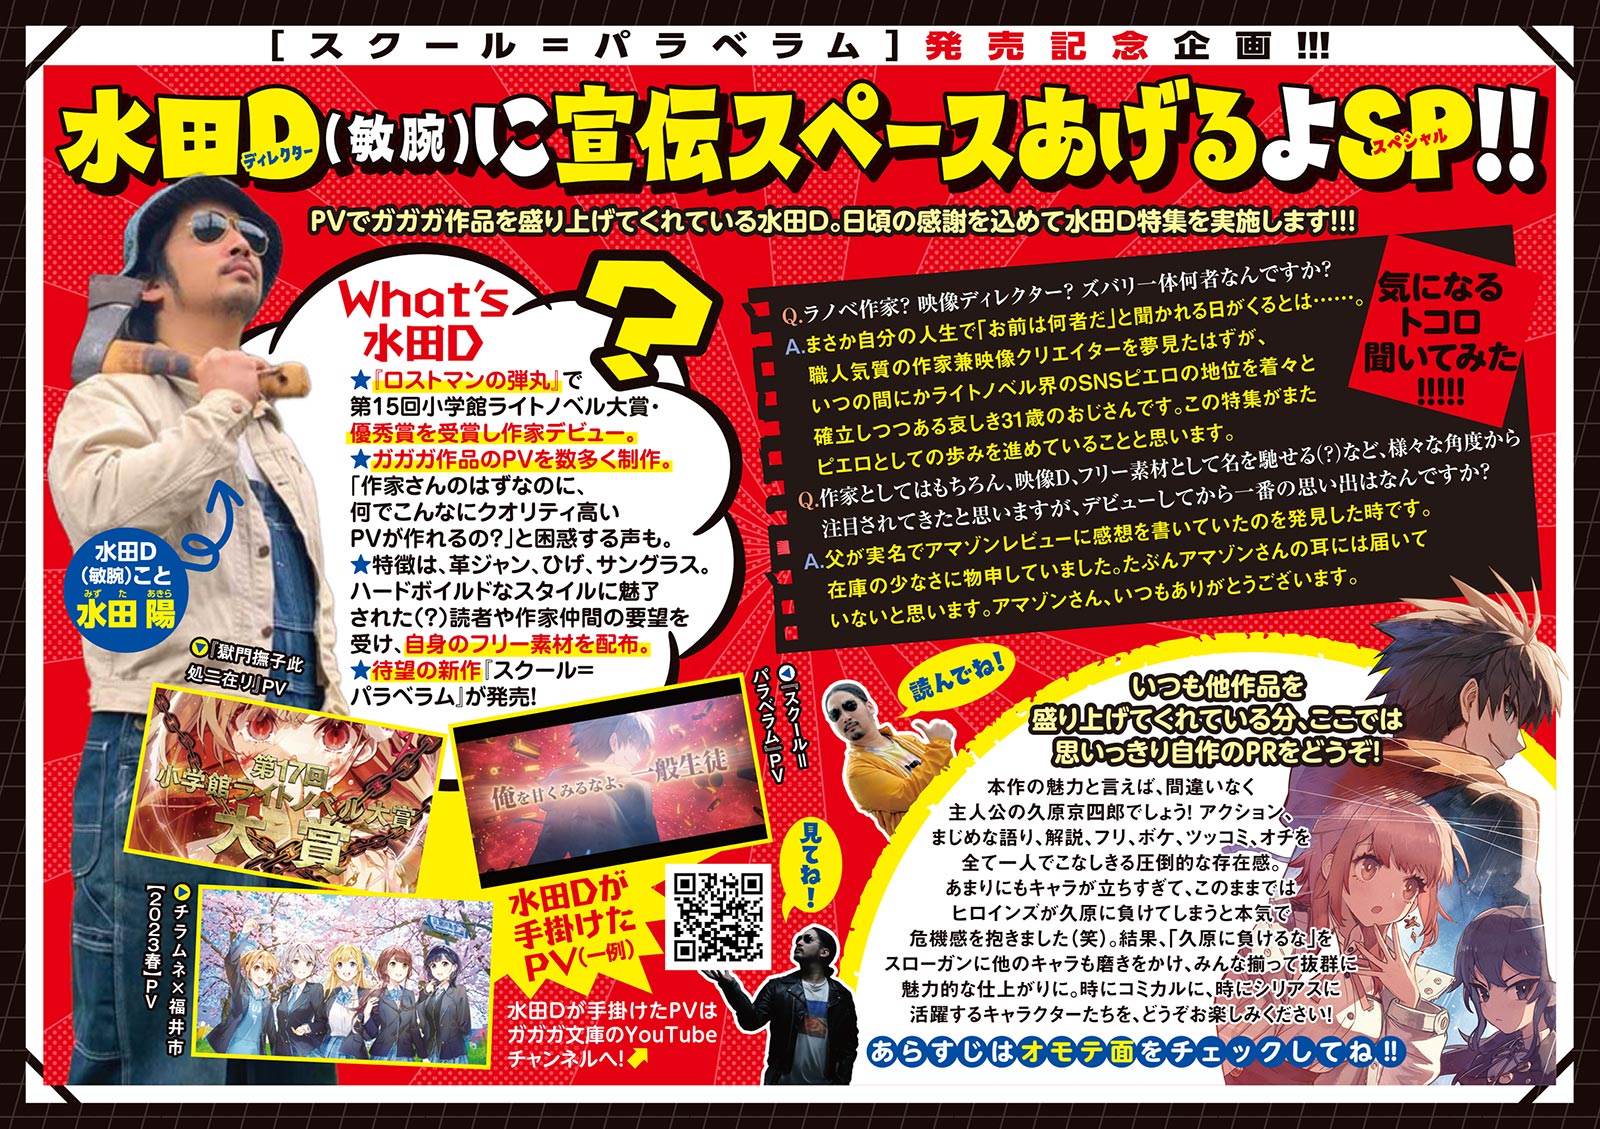 [スクール=パラベラム]発売記念企画!!!
水田D(敏腕)に宣伝スペースあげるよSP!!
ディレクター
スペシャル
PVでガガガ作品を盛り上げてくれている水田D。日頃の感謝を込めて水田D特集を実施します!!!
What's
水田D
?
★『ロストマンの弾丸』で
第15回小学館ライトノベル大賞・
優秀賞を受賞し作家デビュー。
★ガガガ作品のPVを数多く制作。
「作家さんのはずなのに、
何でこんなにクオリティ高い
PVが作れるの?」と困惑する声も。
★特徴は、革ジャン、ひげ、サングラス。
ハードボイルドなスタイルに魅了
された(?)読者や作家仲間の要望を
受け、自身のフリー素材を配布。
★待望の新作『スクール=
パラベラム』が発売!
水田D
(敏腕)こと
みず た あきら
水田 陽
気になる
トコロ
聞いてみた
!!!!!
Q.ラノベ作家? 映像ディレクター? ズバリ一体何者なんですか?
A.まさか自分の人生で「お前は何者だ」と聞かれる日がくるとは……。
職人気質の作家兼映像クリエイターを夢見たはずが、
いつの間にかライトノベル界のSNSピエロの地位を着々と
確立しつつある哀しき31歳のおじさんです。この特集がまた
ピエロとしての歩みを進めていることと思います。
Q.作家としてはもちろん、映像D、フリー素材として名を馳せる(?)など、様々な角度から
注目されてきたと思いますが、デビューしてから一番の思い出はなんですか?
A.父が実名でアマゾンレビューに感想を書いていたのを発見した時です。
在庫の少なさに物申していました。たぶんアマゾンさんの耳には届いて
いないと思います。アマゾンさん、いつもありがとうございます。
『獄門撫子此
処ニ在リ』PV
第17回
小学館ライトノベル大賞
大賞
『スクール=
パラベラム』PV
俺を甘くみるなよ、一般生徒
チラムネ×福井市
【2023春】PV
水田Dが
手掛けた
PV(一例)
水田Dが手掛けたPVは
ガガガ文庫のYouTube
チャンネルへ!
読んでね!
見てね!
いつも他作品を
盛り上げてくれている分、ここでは
思いっきり自作のPRをどうぞ!
本作の魅力と言えば、間違いなく
主人公の久原京四郎でしょう! アクション、
まじめな語り、解説、フリ、ボケ、ツッコミ、オチを
全て一人でこなしきる圧倒的な存在感。
あまりにもキャラが立ちすぎて、このままでは
ヒロインズが久原に負けてしまうと本気で
危機感を抱きました(笑)。結果、「久原に負けるな」を
スローガンに他のキャラも磨きをかけ、みんな揃って抜群に
魅力的な仕上がりに。時にコミカルに、時にシリアスに
活躍するキャラクターたちを、どうぞお楽しみください!
あらすじはオモテ面をチェックしてね!!